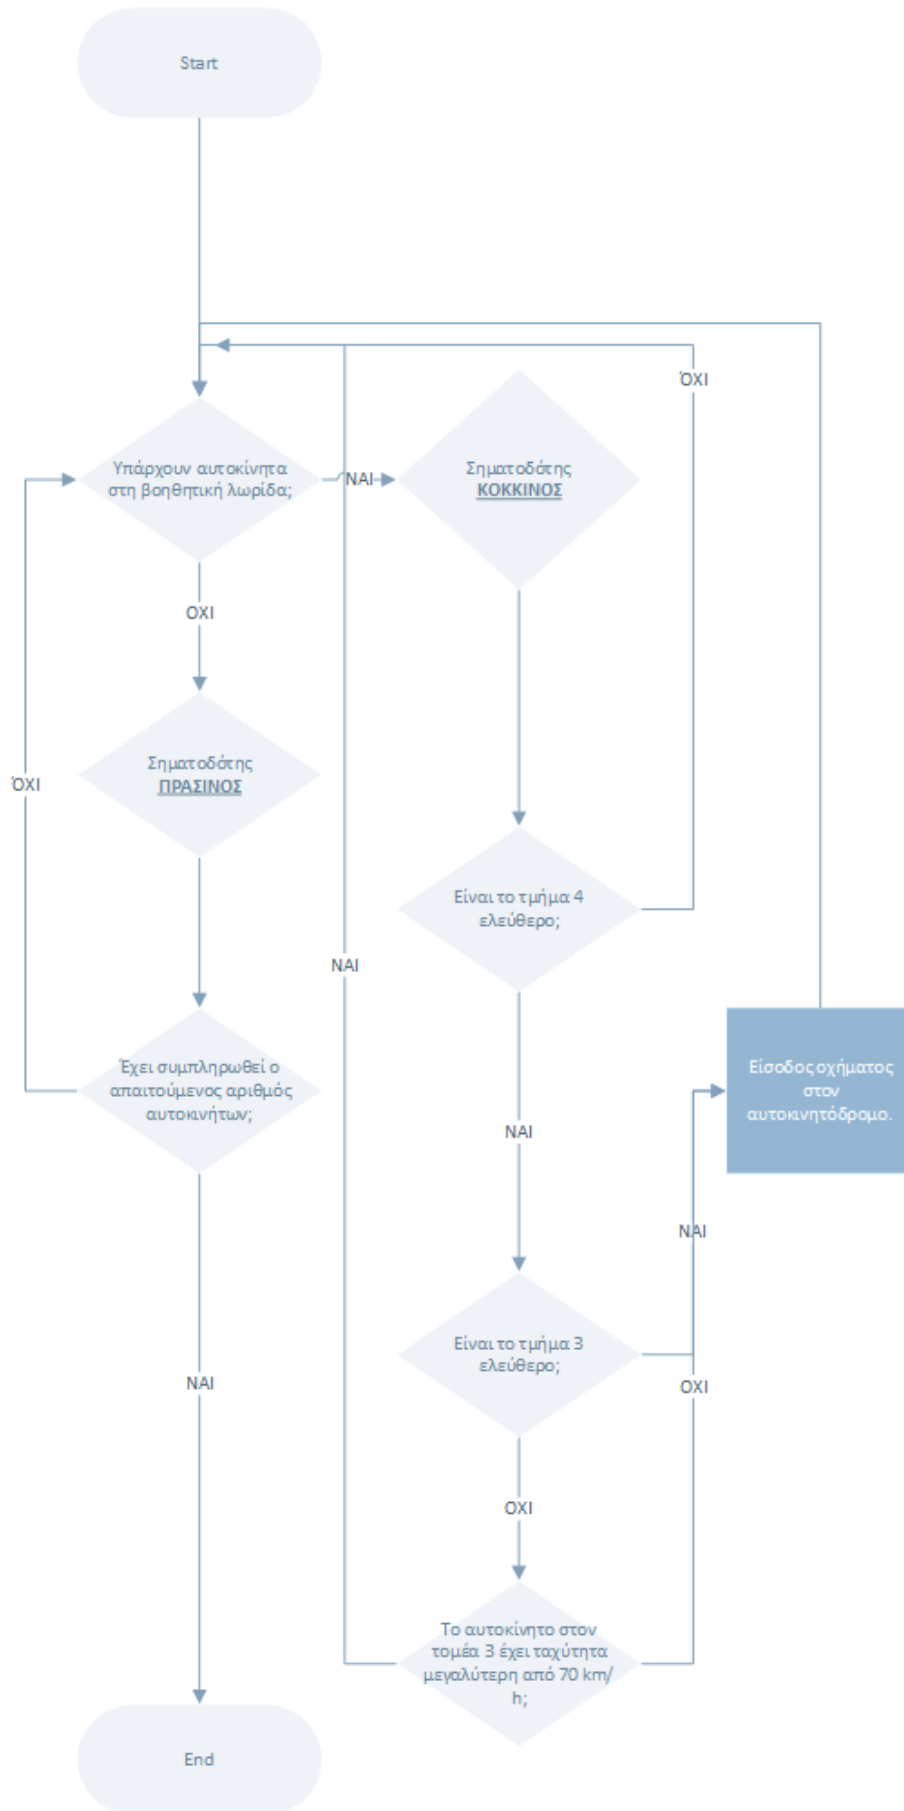 Start
ΌΧΙ
Υπάρχουν αυτοκίνητα
στη βοηθητική λωρίδα;
ΝΑΙ
Σηματοδότης
ΚΟΚΚΙΝΟΣ
ΟΧΙ
Σηματοδότης
ΠΡΑΣΙΝΟΣ
ΌΧΙ
Είναι το τμήμα 4
ελεύθερο;
ΝΑΙ
Έχει συμπληρωθεί ο
απαιτούμενος αριθμός
αυτοκινήτων;
Είσοδος οχήματος
στον
αυτοκινητόδρομο.
ΝΑΙ
ΝΑΙ
Είναι το τμήμα 3
ελεύθερο;
ΝΑΙ
ΟΧΙ
ΟΧΙ
Το αυτοκίνητο στον
τομέα 3 έχει ταχύτητα
μεγαλύτερη από 70 km/
h;
End